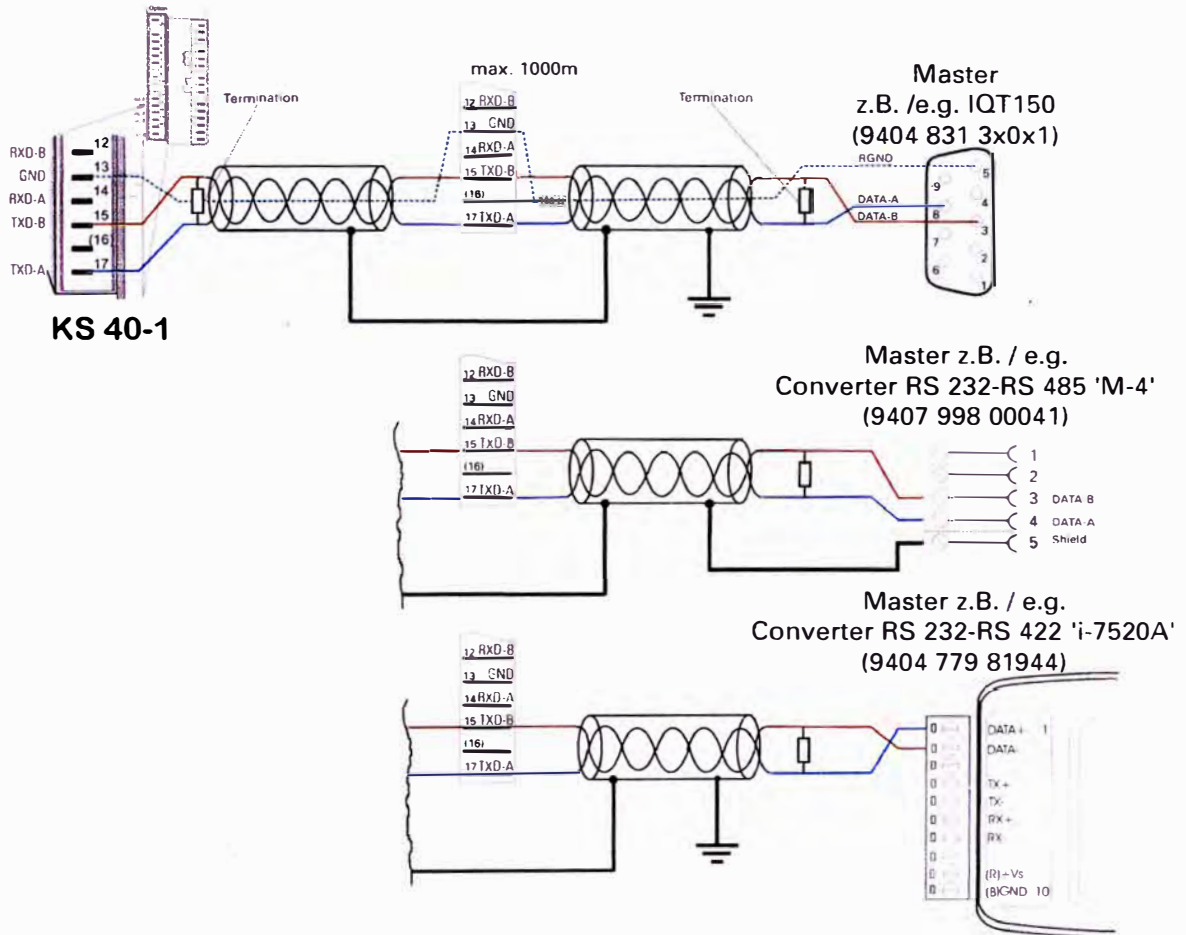 Option
max. 1000m
Master
z.B. /e.g. IQT150
(9404 831 3x0x1)
Termination
Termination
12 RXD-B
13 GND
14 RXD-A
15 TXD-B
(16)
17 TXD-A
RXD-B 12
GND 13
RXD-A 14
TXD-B 15
(16)
TXD-A 17
RGND
DATA-A
DATA-B
5
9
4
8
3
7
2
6
1
KS 40-1
Master z.B. / e.g.
Converter RS 232-RS 485 'M-4'
(9407 998 00041)
12 RXD-B
13 GND
14 RXD-A
15 TXD-B
(16)
17 TXD-A
1
2
3 DATA B
4 DATA-A
5 Shield
Master z.B. / e.g.
Converter RS 232-RS 422 'i-7520A'
(9404 779 81944)
12 RXD-B
13 GND
14 RXD-A
15 TXD-B
(16)
17 TXD-A
DATA+ 1
DATA-
TX+
TX-
RX+
RX
(R)+Vs
(B)GND 10